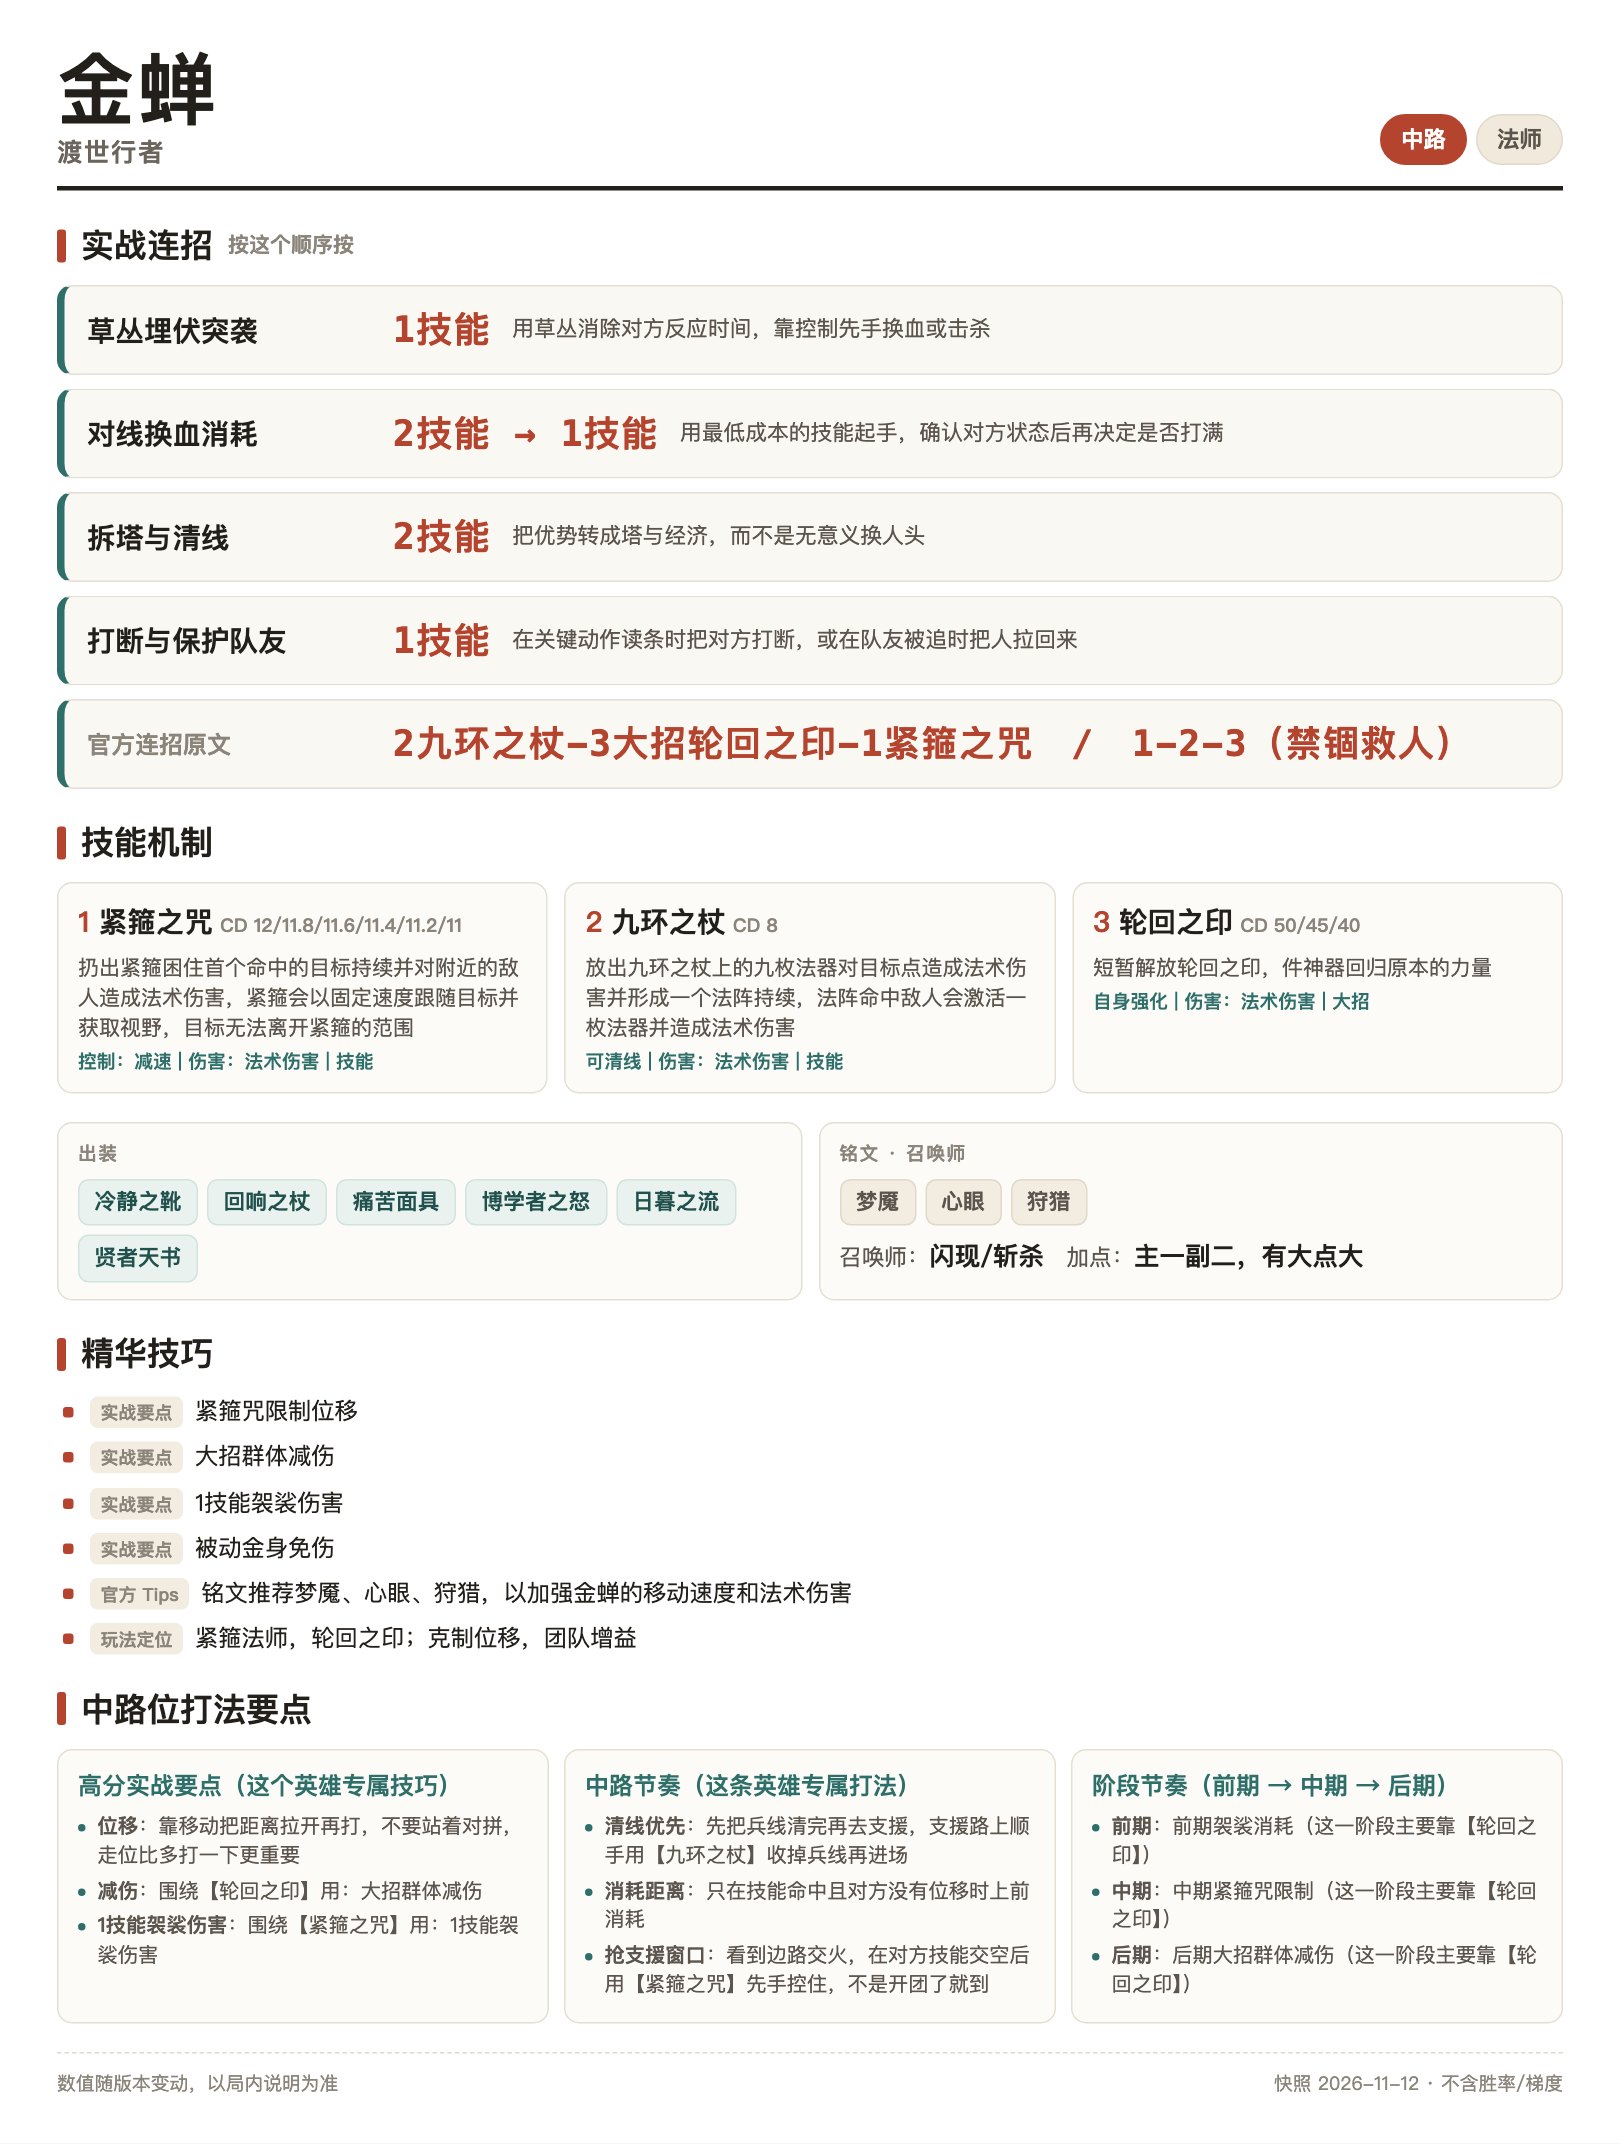 金蝉
渡世行者
中路 法师
实战连招 按这个顺序按
草丛埋伏突袭 1技能 用草丛消除对方反应时间，靠控制先手换血或击杀
对线换血消耗 2技能 → 1技能 用最低成本的技能起手，确认对方状态后再决定是否打满
拆塔与清线 2技能 把优势转成塔与经济，而不是无意义换人头
打断与保护队友 1技能 在关键动作读条时把对方打断，或在队友被追时把人拉回来
官方连招原文 2九环之杖-3大招轮回之印-1紧箍之咒 / 1-2-3（禁锢救人）
技能机制
1 紧箍之咒 CD 12/11.8/11.6/11.4/11.2/11
扔出紧箍困住首个命中的目标持续并对附近的敌
人造成法术伤害，紧箍会以固定速度跟随目标并
获取视野，目标无法离开紧箍的范围
控制：减速 | 伤害：法术伤害 | 技能
2 九环之杖 CD 8
放出九环之杖上的九枚法器对目标点造成法术伤
害并形成一个法阵持续，法阵命中敌人会激活一
枚法器并造成法术伤害
可清线 | 伤害：法术伤害 | 技能
3 轮回之印 CD 50/45/40
短暂解放轮回之印，件神器回归原本的力量
自身强化 | 伤害：法术伤害 | 大招
出装
冷静之靴 回响之杖 痛苦面具 博学者之怒 日暮之流
贤者天书
铭文 · 召唤师
梦魇 心眼 狩猎
召唤师：闪现/斩杀 加点：主一副二，有大点大
精华技巧
实战要点 紧箍咒限制位移
实战要点 大招群体减伤
实战要点 1技能袈裟伤害
实战要点 被动金身免伤
官方 Tips 铭文推荐梦魇、心眼、狩猎，以加强金蝉的移动速度和法术伤害
玩法定位 紧箍法师，轮回之印；克制位移，团队增益
中路位打法要点
高分实战要点（这个英雄专属技巧）
位移：靠移动把距离拉开再打，不要站着对拼，
走位比多打一下更重要
减伤：围绕【轮回之印】用：大招群体减伤
1技能袈裟伤害：围绕【紧箍之咒】用：1技能袈
裟伤害
中路节奏（这条英雄专属打法）
清线优先：先把兵线清完再去支援，支援路上顺
手用【九环之杖】收掉兵线再进场
消耗距离：只在技能命中且对方没有位移时上前
消耗
抢支援窗口：看到边路交火，在对方技能交空后
用【紧箍之咒】先手控住，不是开团了就到
阶段节奏（前期 → 中期 → 后期）
前期：前期袈裟消耗（这一阶段主要靠【轮回之
印】）
中期：中期紧箍咒限制（这一阶段主要靠【轮回
之印】）
后期：后期大招群体减伤（这一阶段主要靠【轮
回之印】）
数值随版本变动，以局内说明为准
快照 2026-11-12 · 不含胜率/梯度